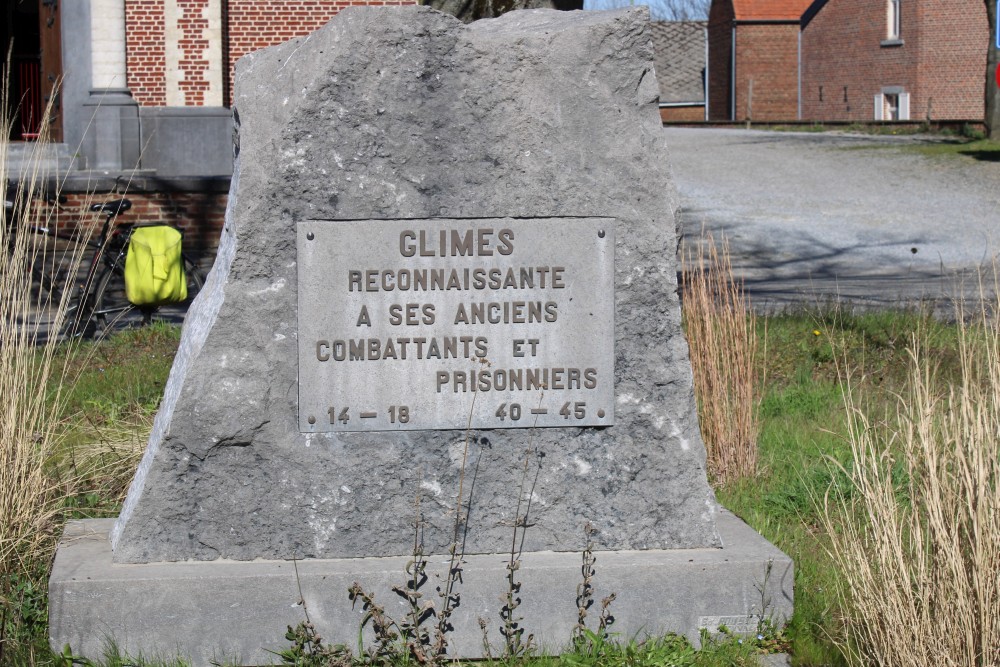 GLIMES
RECONNAISSANTE
A SES ANCIENS
COMBATTANTS ET
PRISONNIERS
14 — 18 40 — 45